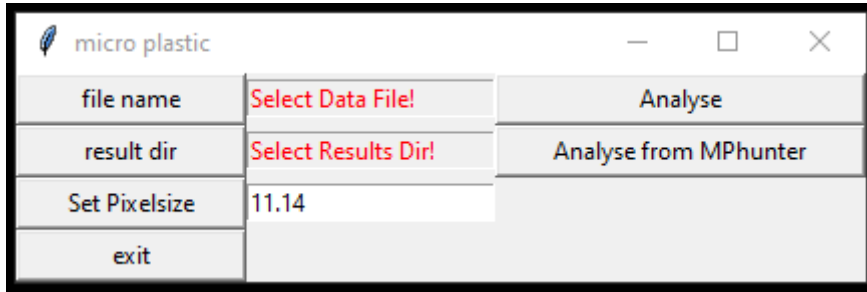 micro plastic
file name Select Data File! Analyse
result dir Select Results Dir! Analyse from MPhunter
Set Pixelsize 11.14
exit